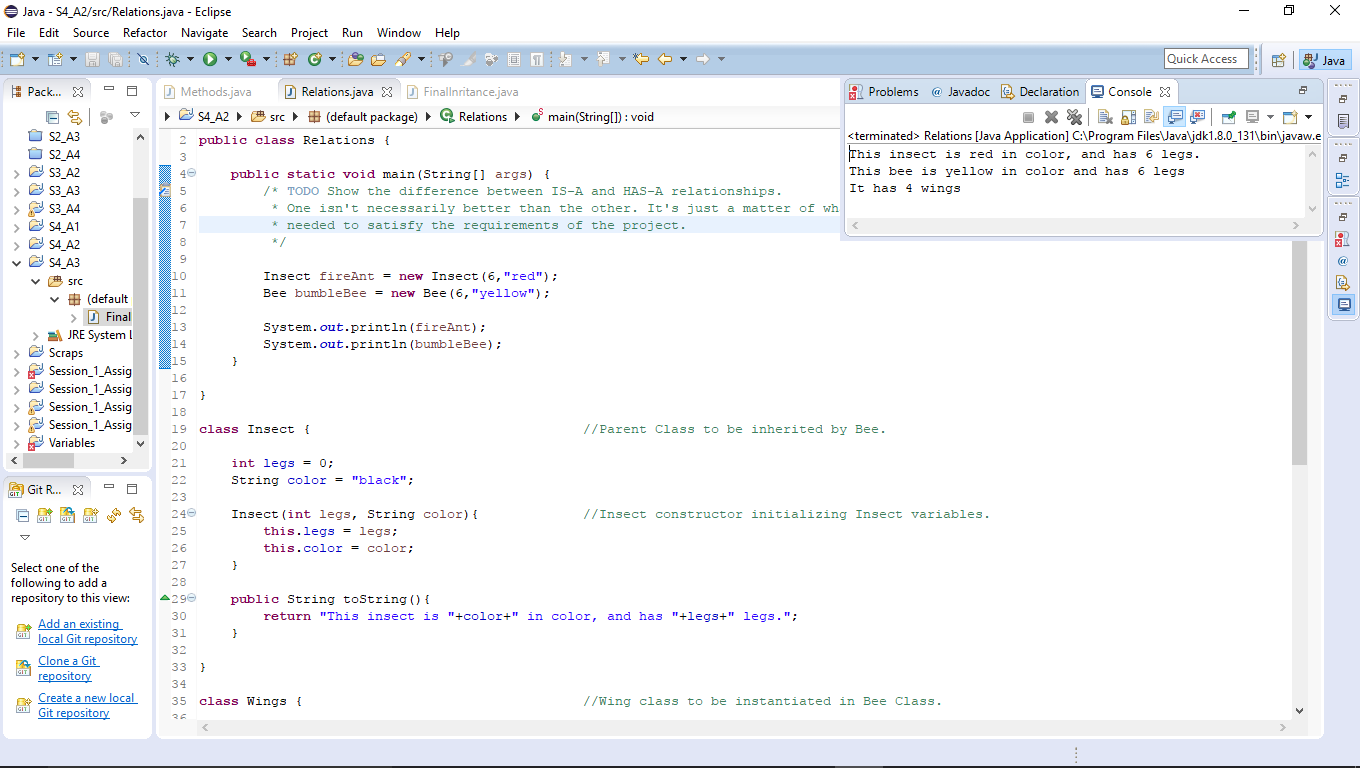 Java - S4_A2/src/Relations.java - Eclipse
File Edit Source Refactor Navigate Search Project Run Window Help
Quick Access
Java
Pack...
S2_A3
S2_A4
S3_A2
S3_A3
S3_A4
S4_A1
S4_A2
S4_A3
src
(default
Final
JRE System L
Scraps
Session_1_Assig
Session_1_Assig
Session_1_Assig
Session_1_Assig
Variables
Git R...
Select one of the
following to add a
repository to this view:
Add an existing
local Git repository
Clone a Git
repository
Create a new local
Git repository
Methods.java Relations.java FinalInritance.java
S4_A2 src (default package) Relations main(String[]) : void
2 public class Relations {
3
4 public static void main(String[] args) {
5 /* TODO Show the difference between IS-A and HAS-A relationships.
6 * One isn't necessarily better than the other. It's just a matter of wh
7 * needed to satisfy the requirements of the project.
8 */
9
10 Insect fireAnt = new Insect(6,"red");
11 Bee bumbleBee = new Bee(6,"yellow");
12
13 System.out.println(fireAnt);
14 System.out.println(bumbleBee);
15 }
16
17 }
18
19 class Insect { //Parent Class to be inherited by Bee.
20
21 int legs = 0;
22 String color = "black";
23
24 Insect(int legs, String color){ //Insect constructor initializing Insect variables.
25 this.legs = legs;
26 this.color = color;
27 }
28
29 public String toString(){
30 return "This insect is "+color+" in color, and has "+legs+" legs.";
31 }
32
33 }
34
35 class Wings { //Wing class to be instantiated in Bee Class.
36
Problems @ Javadoc Declaration Console
<terminated> Relations [Java Application] C:\Program Files\Java\jdk1.8.0_131\bin\javaw.e
This insect is red in color, and has 6 legs.
This bee is yellow in color and has 6 legs
It has 4 wings